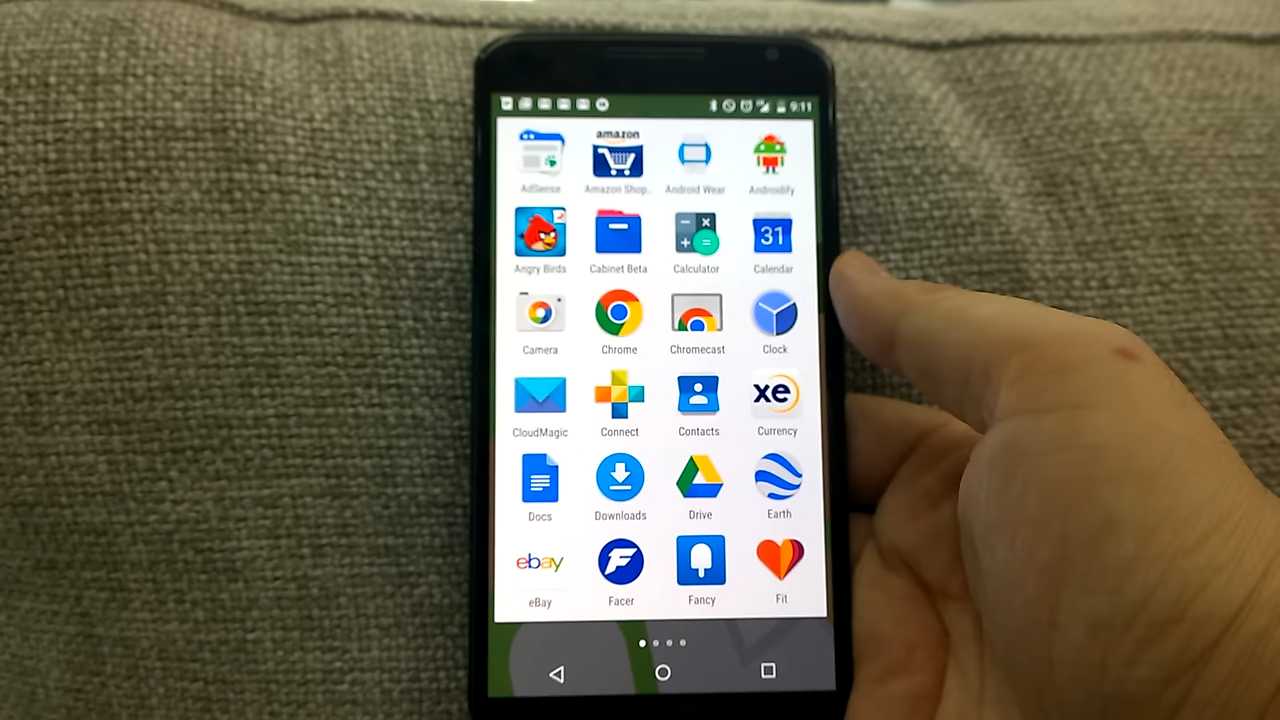 9:11
amazon
AdSense Amazon Shop.. Android Wear Androidify
31
Angry Birds Cabinet Beta Calculator Calendar
Camera Chrome Chromecast Clock
xe
CloudMagic Connect Contacts Currency
Docs Downloads Drive Earth
ebay F
eBay Facer Fancy Fit